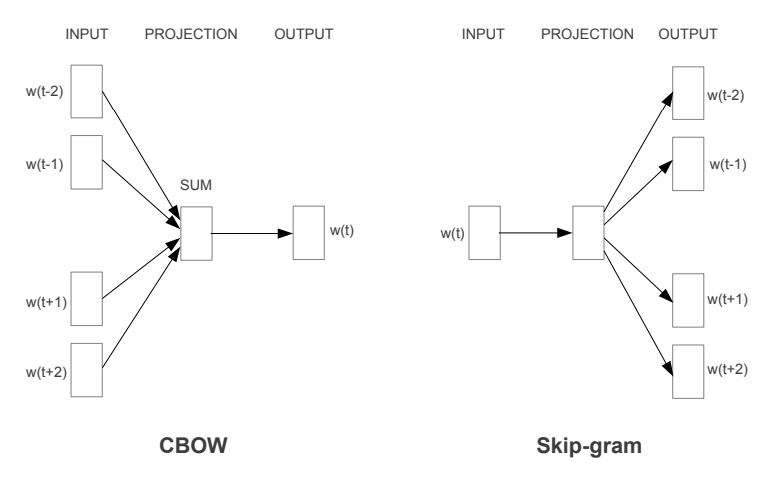 INPUT PROJECTION OUTPUT
w(t-2)
w(t-1)
SUM
w(t)
w(t+1)
w(t+2)
CBOW
INPUT PROJECTION OUTPUT
w(t-2)
w(t-1)
w(t)
w(t+1)
w(t+2)
Skip-gram